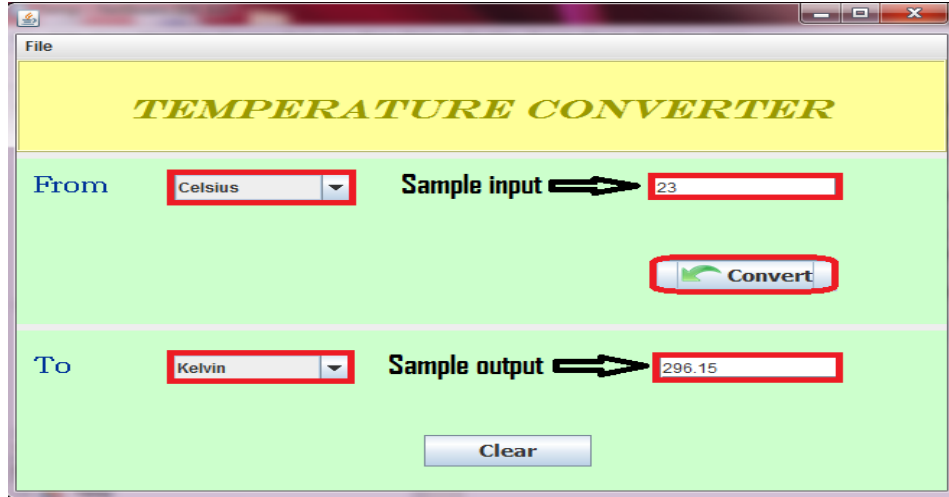 File
TEMPERATURE CONVERTER
From Celsius Sample input 23
Convert
To Kelvin Sample output 296.15
Clear